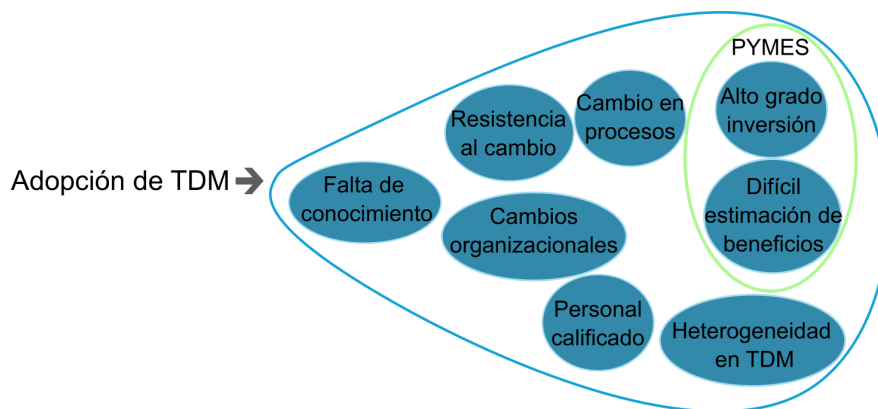 Adopción de TDM
Falta de
conocimiento
Resistencia
al cambio
Cambio en
procesos
Cambios
organizacionales
Personal
calificado
PYMES
Alto grado
inversión
Difícil
estimación de
beneficios
Heterogeneidad
en TDM